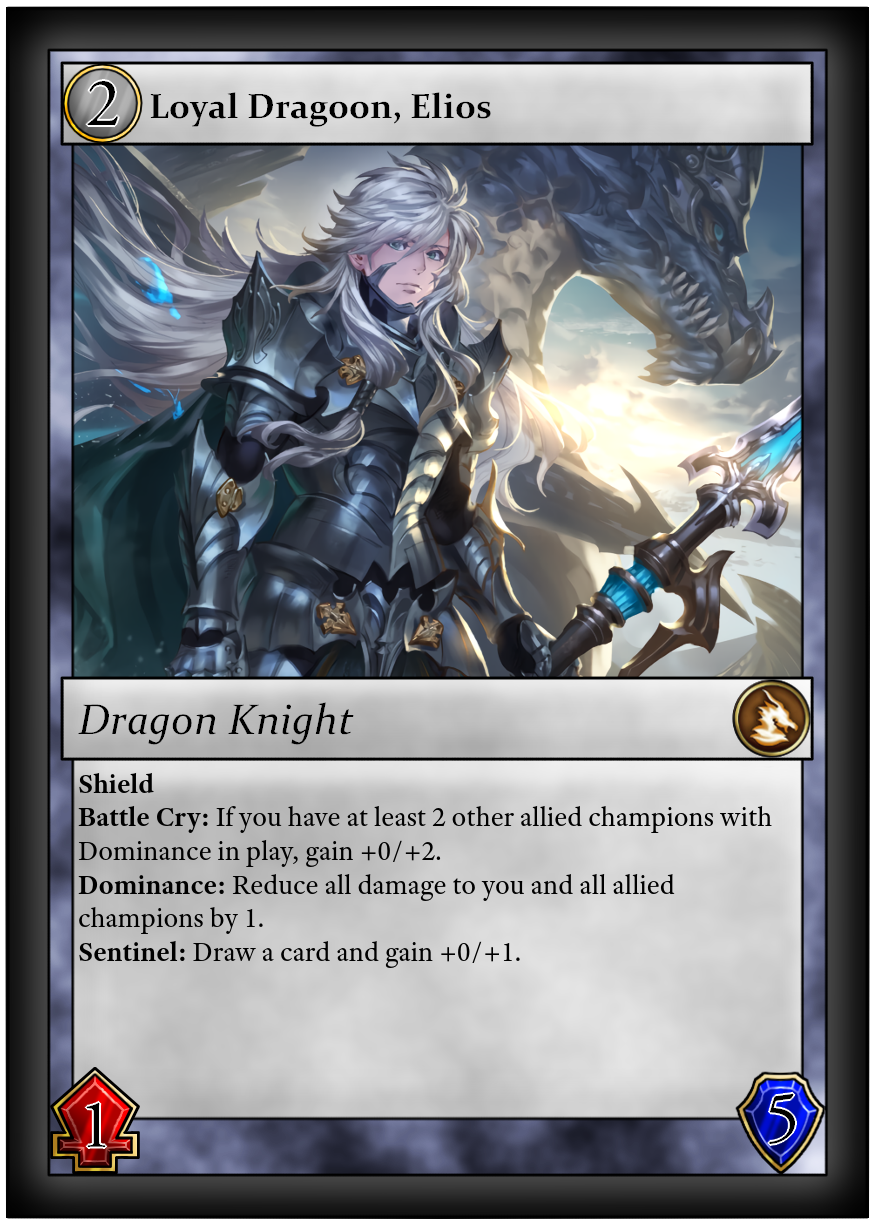 2
Loyal Dragoon, Elios
Dragon Knight
Shield
Battle Cry: If you have at least 2 other allied champions with
Dominance in play, gain +0/+2.
Dominance: Reduce all damage to you and all allied
champions by 1.
Sentinel: Draw a card and gain +0/+1.
1
5